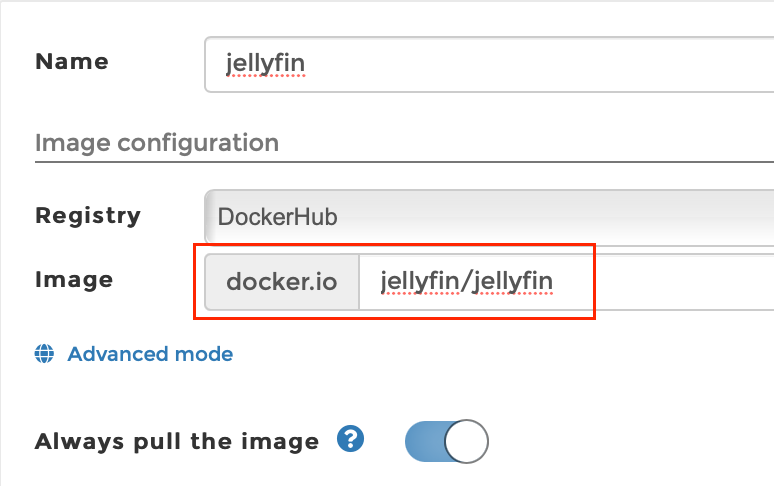 Name jellyfin
Image configuration
Registry DockerHub
Image docker.io jellyfin/jellyfin
Advanced mode
Always pull the image ?